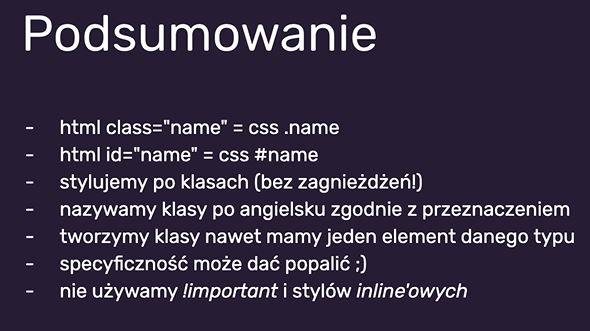 Podsumowanie
- html class="name" = css .name
- html id="name" = css #name
- stylujemy po klasach (bez zagnieżdżeń!)
- nazywamy klasy po angielsku zgodnie z przeznaczeniem
- tworzymy klasy nawet mamy jeden element danego typu
- specyficzność może dać popalić ;)
- nie używamy !important i stylów inline'owych